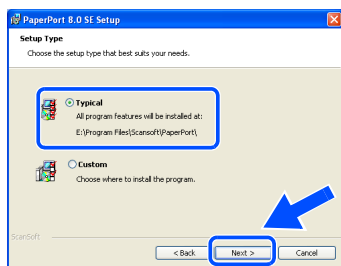 PaperPort 8.0 SE Setup
Setup Type
Choose the setup type that best suits your needs.
Typical
All program features will be installed at:
E:\Program Files\Scansoft\PaperPort\
Custom
Choose where to install the program.
ScanSoft
< Back Next > Cancel